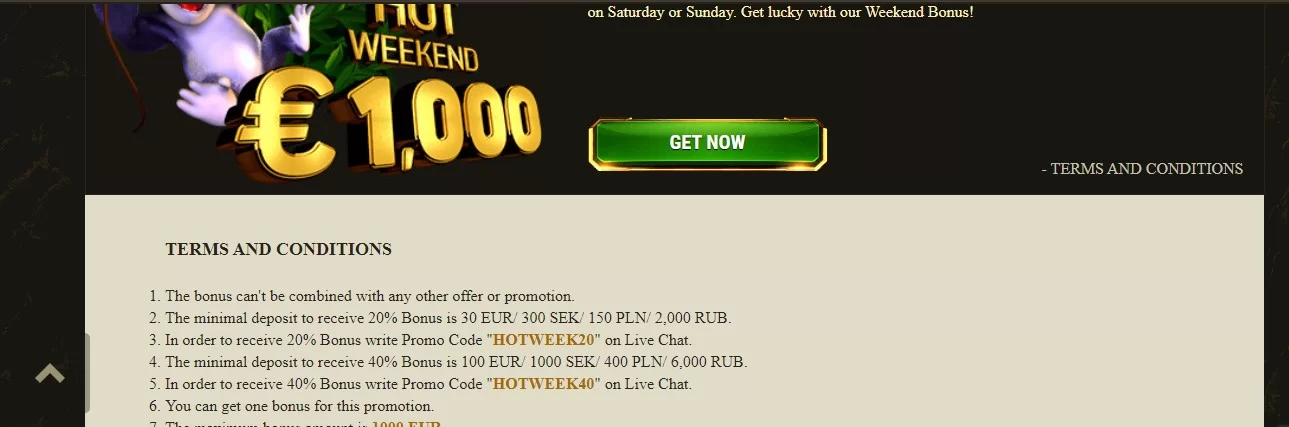 on Saturday or Sunday. Get lucky with our Weekend Bonus!
HOT
WEEKEND
€1,000
GET NOW
- TERMS AND CONDITIONS
TERMS AND CONDITIONS
1. The bonus can't be combined with any other offer or promotion.
2. The minimal deposit to receive 20% Bonus is 30 EUR/ 300 SEK/ 150 PLN/ 2,000 RUB.
3. In order to receive 20% Bonus write Promo Code "HOTWEEK20" on Live Chat.
4. The minimal deposit to receive 40% Bonus is 100 EUR/ 1000 SEK/ 400 PLN/ 6,000 RUB.
5. In order to receive 40% Bonus write Promo Code "HOTWEEK40" on Live Chat.
6. You can get one bonus for this promotion.
7. The maximum bonus amount is 1000 EUR